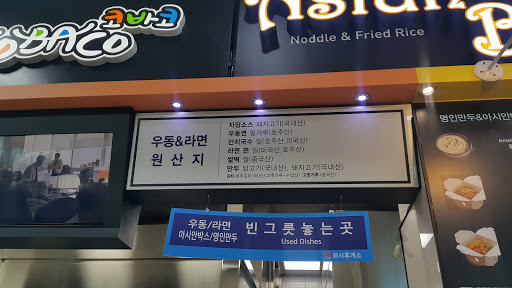 코바코
BACO
Asian
Noddle & Fried Rice
우동&라면
원산지
자장소스 돼지고기(국내산)
우동면 밀가루(호주산)
잔치국수 밀(호주산,미국산)
라면 면 밀(미국산,호주산)
쌀떡 쌀(중국산)
만두 닭고기(국내산), 돼지고기(국내산)
명인만두&아시안
우동/라면
아시안박스/명인만두
빈그릇놓는곳
Used Dishes
화서휴게소